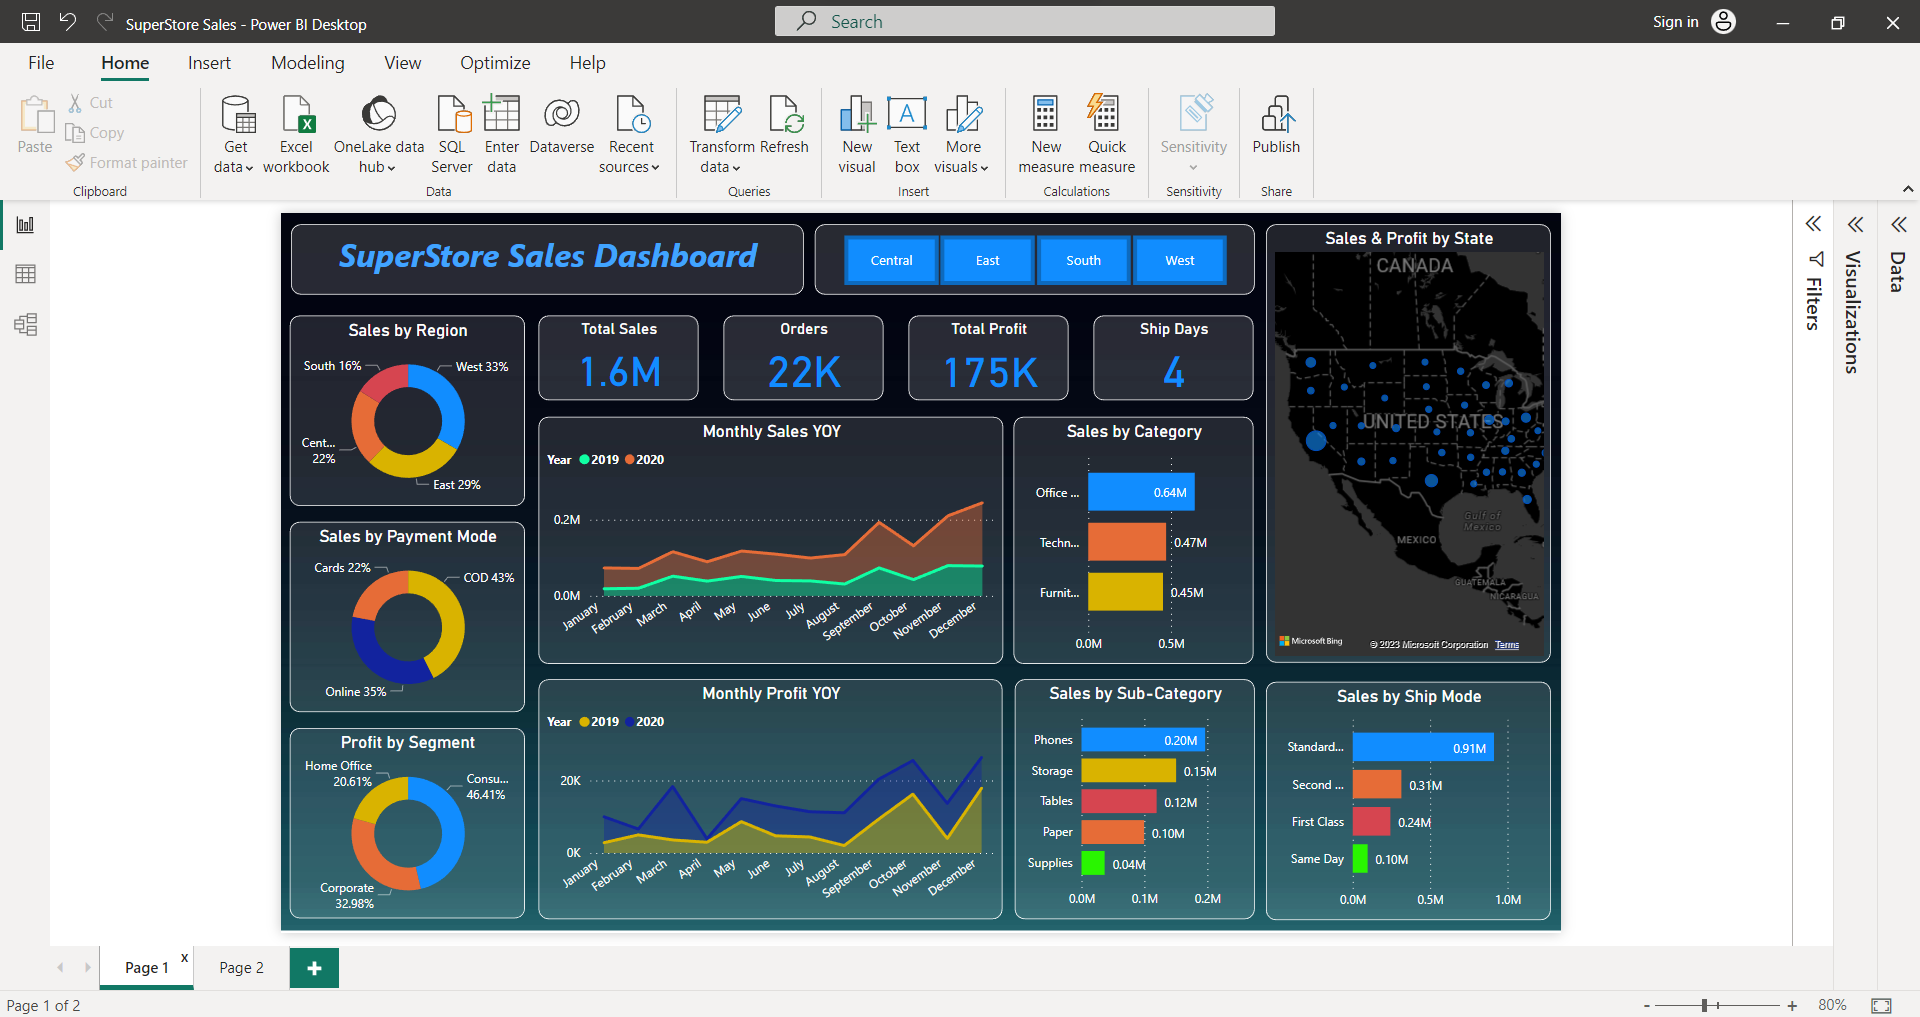 SuperStore Sales - Power BI Desktop
Search
Sign in
File Home Insert Modeling View Optimize Help
Paste
Cut
Copy
Format painter
Clipboard
Get data
Excel workbook
OneLake data hub
SQL Server
Enter data
Dataverse
Recent sources
Data
Transform data
Refresh
Queries
New visual
Text box
More visuals
Insert
New measure
Quick measure
Calculations
Sensitivity
Sensitivity
Publish
Share
SuperStore Sales Dashboard
Central East South West
Sales by Region
South 16%
West 33%
Cent...
22%
East 29%
Total Sales
1.6M
Orders
22K
Total Profit
175K
Ship Days
4
Sales & Profit by State
CANADA
UNITED STATES
Gulf of
Mexico
MEXICO
GUATEMALA
NICARAGUA
Microsoft Bing
© 2023 Microsoft Corporation Terms
Monthly Sales YOY
Year 2019 2020
0.2M
0.0M
January February March April May June July August September October November December
Sales by Category
Office ... 0.64M
Techn... 0.47M
Furnit... 0.45M
0.0M 0.5M
Sales by Payment Mode
Cards 22%
COD 43%
Online 35%
Profit by Segment
Home Office
20.61%
Consu...
46.41%
Corporate
32.98%
Monthly Profit YOY
Year 2019 2020
20K
0K
January February March April May June July August September October November December
Sales by Sub-Category
Phones 0.20M
Storage 0.15M
Tables 0.12M
Paper 0.10M
Supplies 0.04M
0.0M 0.1M 0.2M
Sales by Ship Mode
Standard... 0.91M
Second ... 0.31M
First Class 0.24M
Same Day 0.10M
0.0M 0.5M 1.0M
Filters
Visualizations
Data
Page 1 x
Page 2
+
Page 1 of 2
- + 80%